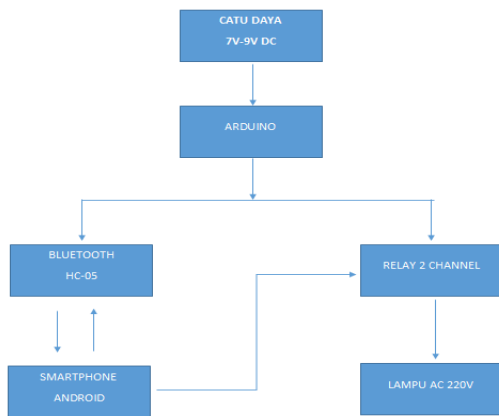 CATU DAYA
7V-9V DC
ARDUINO
BLUETOOTH
HC-05
RELAY 2 CHANNEL
SMARTPHONE
ANDROID
LAMPU AC 220V